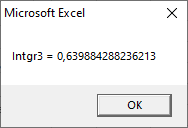 Microsoft Excel
Intgr3 = 0,639884288236213
OK